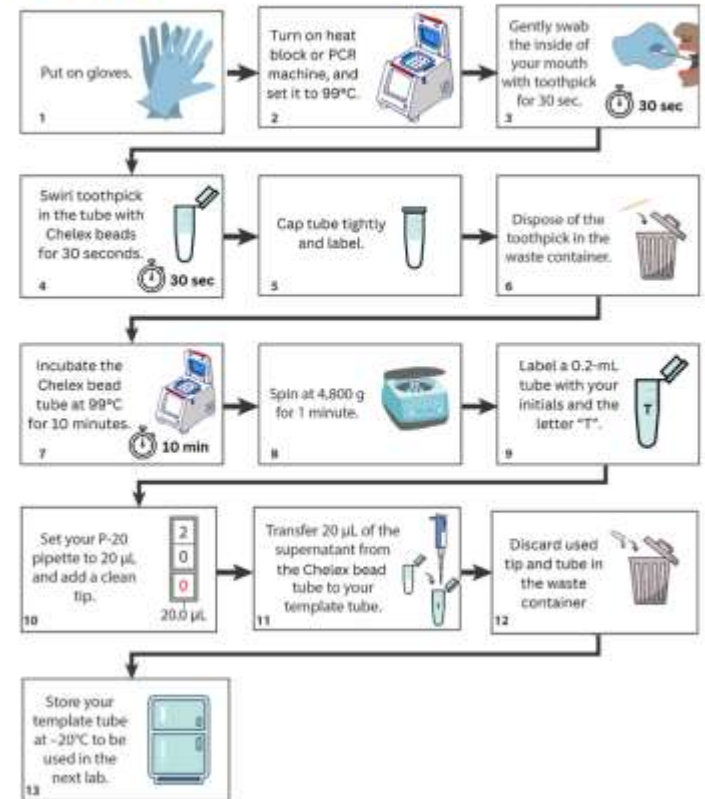 Put on gloves.
1
Turn on heat
block or PCR
machine, and
set it to 99°C.
2
Gently swab
the inside of
your mouth
with toothpick
for 30 sec.
30 sec
3
Swirl toothpick
in the tube with
Chelex beads
for 30 seconds.
30 sec
4
Cap tube tightly
and label.
5
Dispose of the
toothpick in the
waste container.
6
Incubate the
Chelex bead
tube at 99°C
for 10 minutes.
10 min
7
Spin at 4,800 g
for 1 minute.
8
Label a 0.2-mL
tube with your
initials and the
letter "T".
T
9
Set your P-20
pipette to 20 µL
and add a clean
tip.
2
0
0
20.0 µL
10
Transfer 20 µL of the
supernatant from
the Chelex bead
tube to your
template tube.
11
Discard used
tip and tube in
the waste
container
12
Store your
template tube
at -20°C to be
used in the
next lab.
13